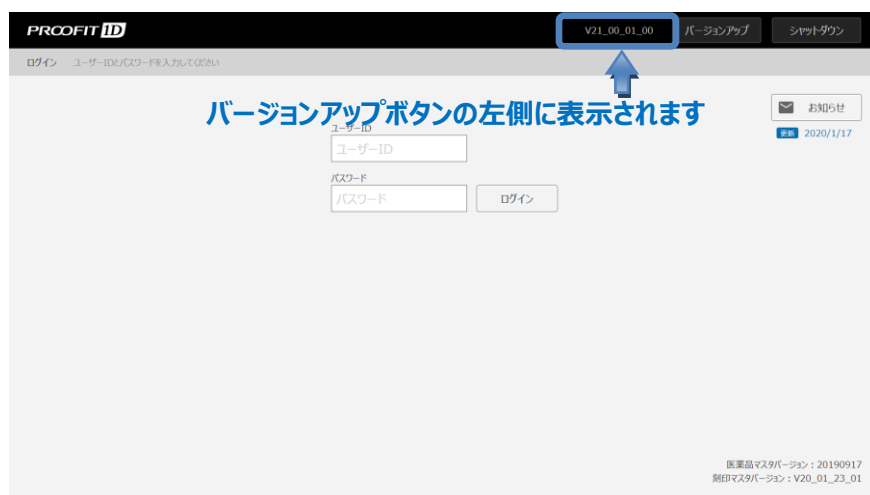 PROOFIT ID
V21_00_01_00
バージョンアップ
シャットダウン
ログイン ユーザーIDとパスワードを入力してください
バージョンアップボタンの左側に表示されます
お知らせ
更新 2020/1/17
ユーザーID
ユーザーID
パスワード
パスワード
ログイン
医薬品マスタバージョン：20190917
刻印マスタバージョン：V20_01_23_01